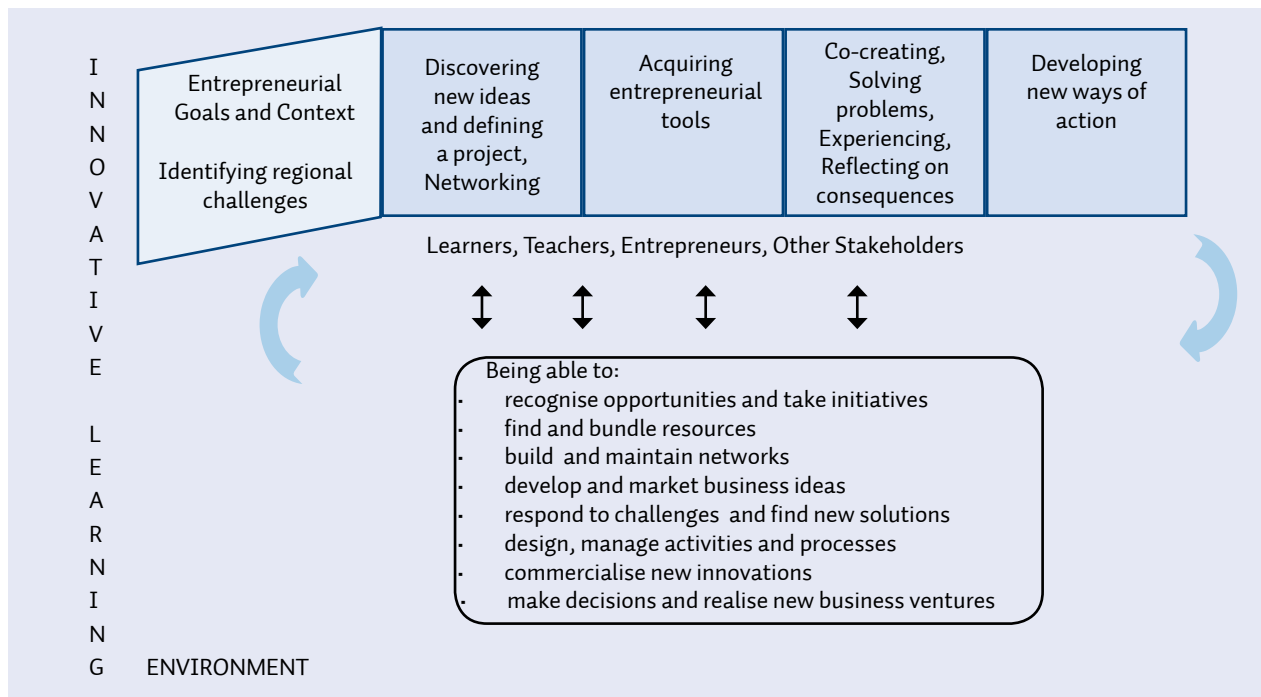 INNOVATIVE LEARNING
ENVIRONMENT
Entrepreneurial
Goals and Context
Identifying regional
challenges
Discovering
new ideas
and defining
a project,
Networking
Acquiring
entrepreneurial
tools
Co-creating,
Solving
problems,
Experiencing,
Reflecting on
consequences
Developing
new ways of
action
Learners, Teachers, Entrepreneurs, Other Stakeholders
Being able to:
· recognise opportunities and take initiatives
· find and bundle resources
· build and maintain networks
· develop and market business ideas
· respond to challenges and find new solutions
· design, manage activities and processes
· commercialise new innovations
· make decisions and realise new business ventures